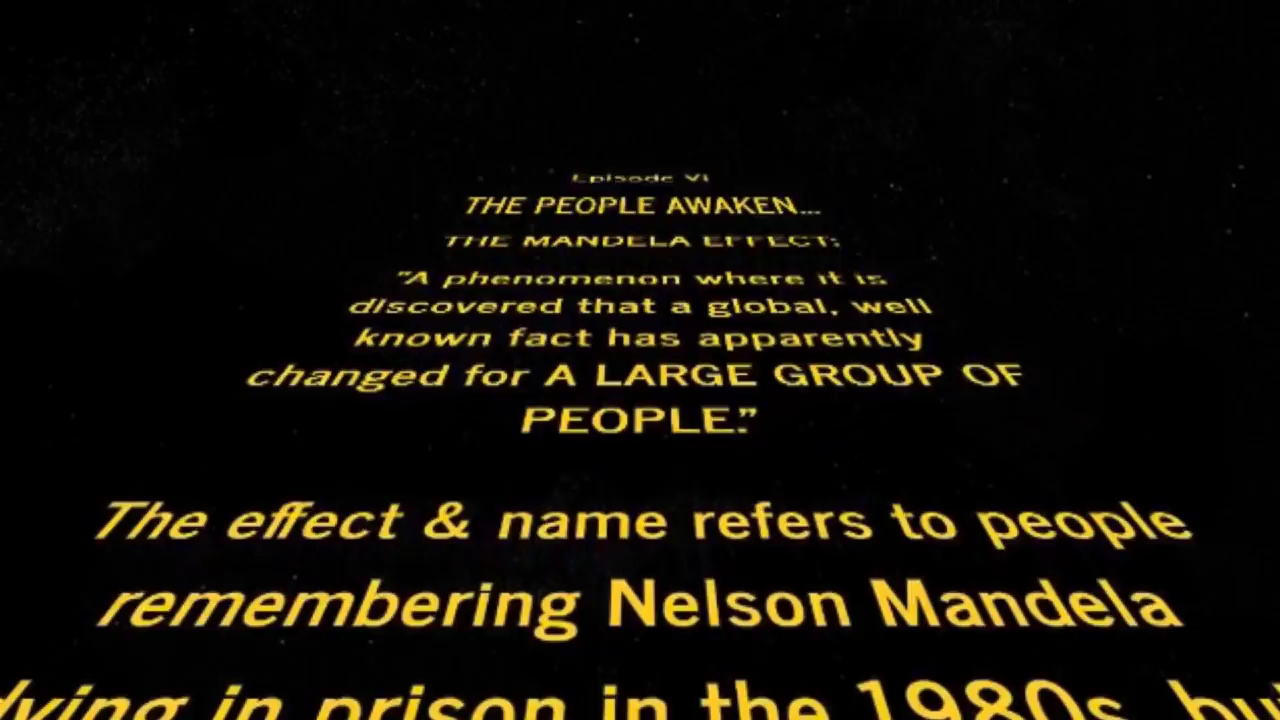 Episode VI
THE PEOPLE AWAKEN...
THE MANDELA EFFECT:
"A phenomenon where it is
discovered that a global, well
known fact has apparently
changed for A LARGE GROUP OF
PEOPLE."
The effect & name refers to people
remembering Nelson Mandela
dying in prison in the 1980s, but